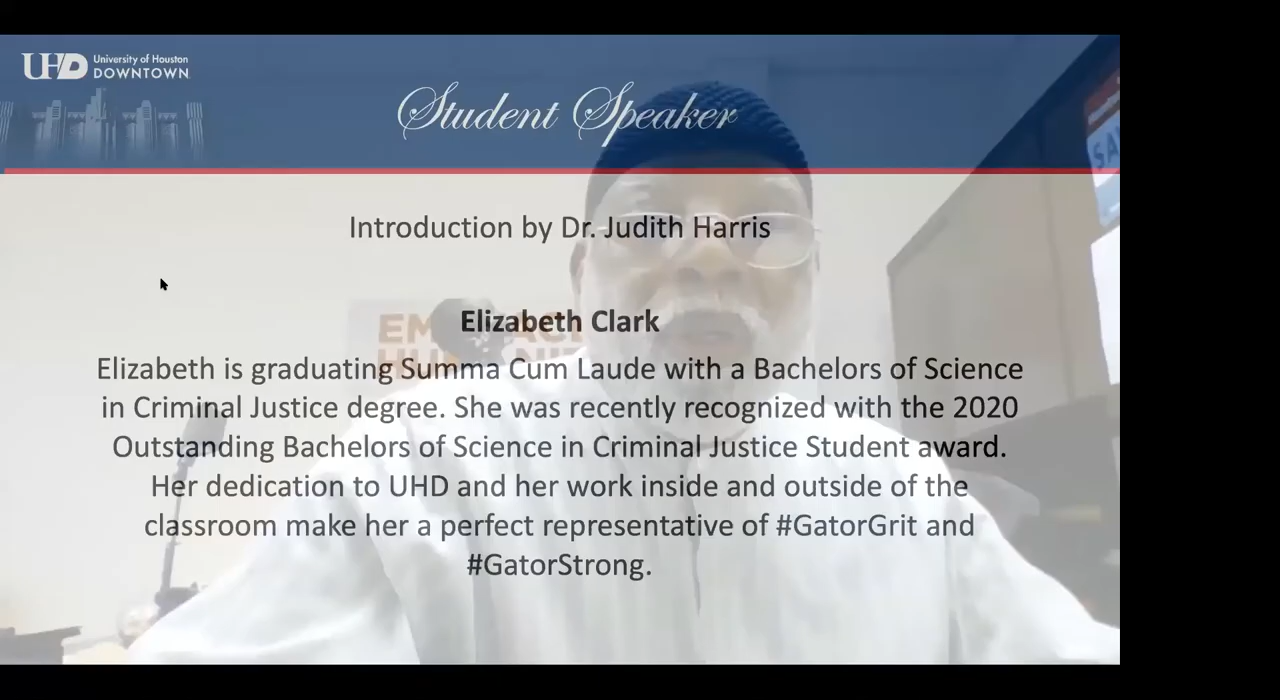 UHD University of Houston
DOWNTOWN
Student Speaker
SA
Introduction by Dr. Judith Harris
Elizabeth Clark
Elizabeth is graduating Summa Cum Laude with a Bachelors of Science
in Criminal Justice degree. She was recently recognized with the 2020
Outstanding Bachelors of Science in Criminal Justice Student award.
Her dedication to UHD and her work inside and outside of the
classroom make her a perfect representative of #GatorGrit and
#GatorStrong.